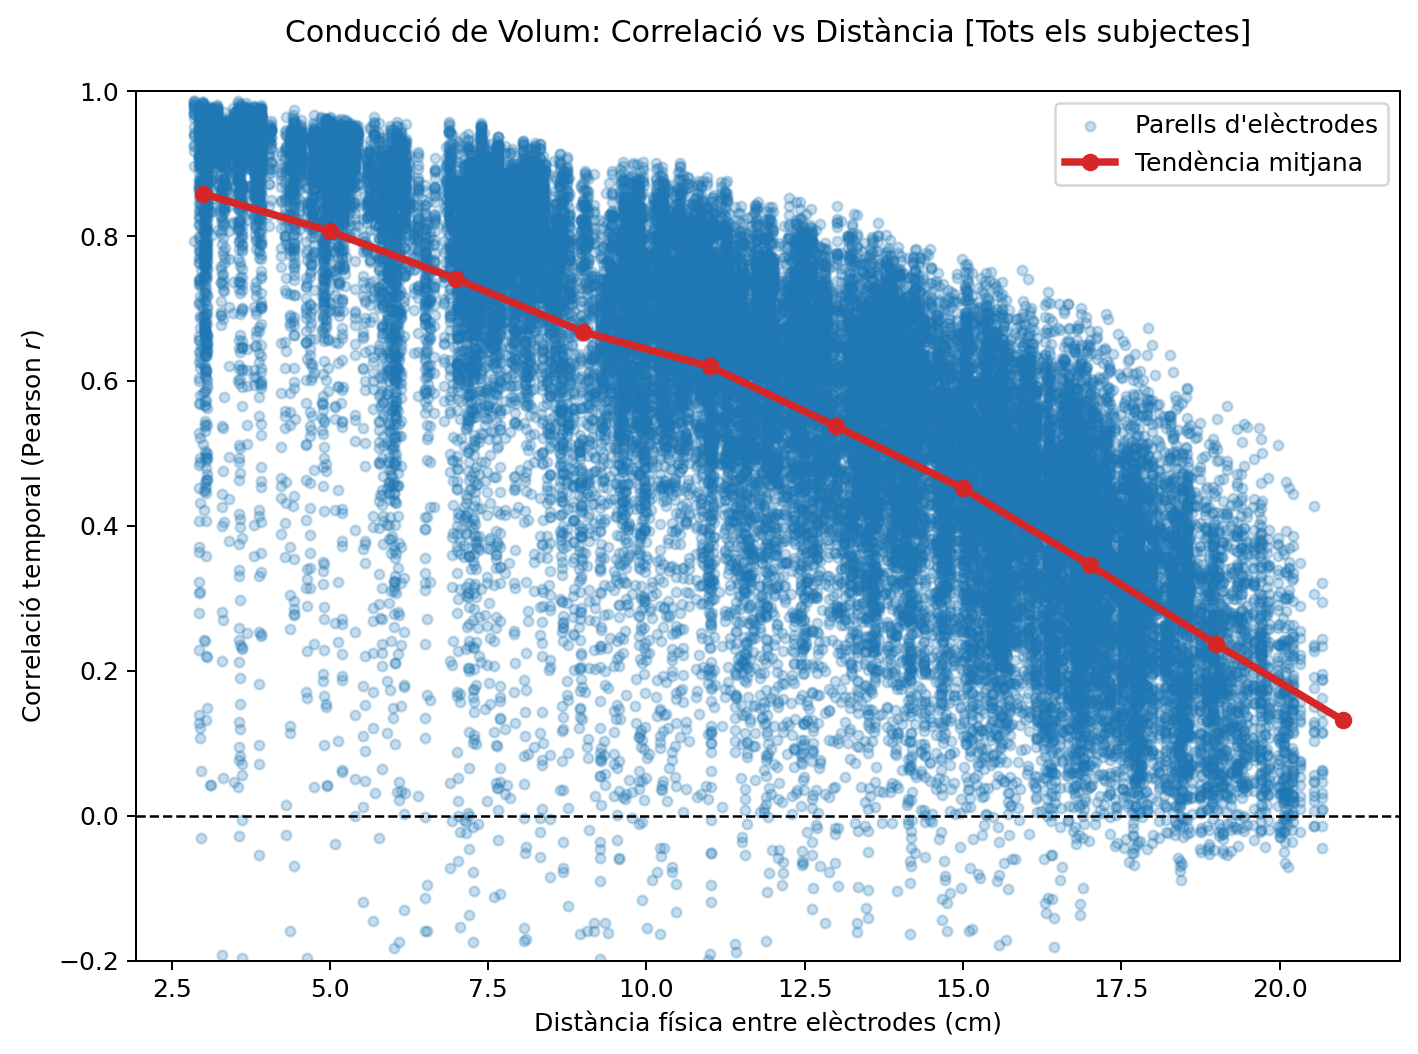 Conducció de Volum: Correlació vs Distància [Tots els subjectes]
Correlació temporal (Pearson r)
1.0
0.8
0.6
0.4
0.2
0.0
−0.2
Parells d'elèctrodes
Tendència mitjana
2.5 5.0 7.5 10.0 12.5 15.0 17.5 20.0
Distància física entre elèctrodes (cm)